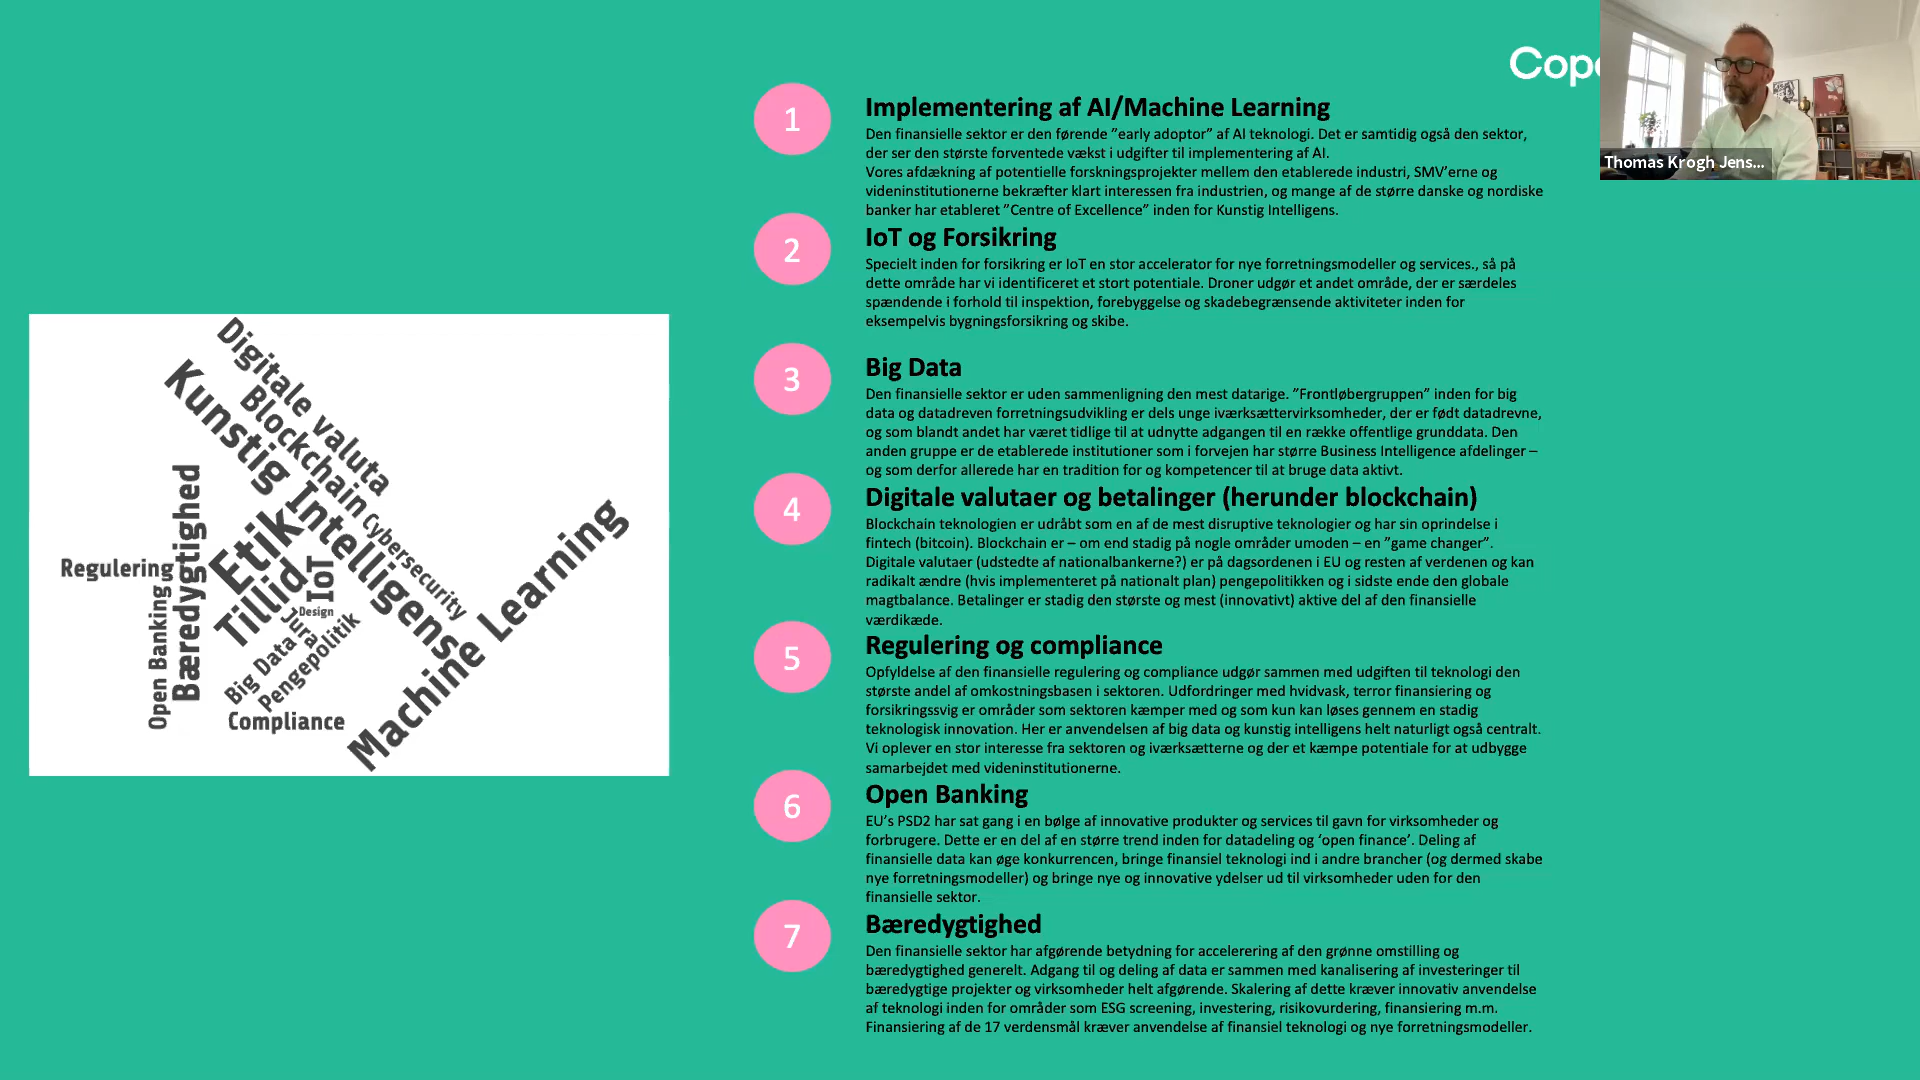 Cop
Thomas Krogh Jens...
1
Implementering af AI/Machine Learning
Den finansielle sektor er den førende ”early adoptor” af AI teknologi. Det er samtidig også den sektor,
der ser den største forventede vækst i udgifter til implementering af AI.
Vores afdækning af potentielle forskningsprojekter mellem den etablerede industri, SMV’erne og
videninstitutionerne bekræfter klart interessen fra industrien, og mange af de større danske og nordiske
banker har etableret ”Centre of Excellence” inden for Kunstig Intelligens.
2
IoT og Forsikring
Specielt inden for forsikring er IoT en stor accelerator for nye forretningsmodeller og services., så på
dette område har vi identificeret et stort potentiale. Droner udgør et andet område, der er særdeles
spændende i forhold til inspektion, forebyggelse og skadebegrænsende aktiviteter inden for
eksempelvis bygningsforsikring og skibe.
3
Big Data
Den finansielle sektor er uden sammenligning den mest datarige. ”Frontløbergruppen” inden for big
data og datadreven forretningsudvikling er dels unge iværksættervirksomheder, der er født datadrevne,
og som blandt andet har været tidlige til at udnytte adgangen til en række offentlige grunddata. Den
anden gruppe er de etablerede institutioner som i forvejen har større Business Intelligence afdelinger –
og som derfor allerede har en tradition for og kompetencer til at bruge data aktivt.
4
Digitale valutaer og betalinger (herunder blockchain)
Blockchain teknologien er udråbt som en af de mest disruptive teknologier og har sin oprindelse i
fintech (bitcoin). Blockchain er – om end stadig på nogle områder umoden – en ”game changer”.
Digitale valutaer (udstedte af nationalbankerne?) er på dagsordenen i EU og resten af verdenen og kan
radikalt ændre (hvis implementeret på nationalt plan) pengepolitikken og i sidste ende den globale
magtbalance. Betalinger er stadig den største og mest (innovativt) aktive del af den finansielle
værdikæde.
5
Regulering og compliance
Opfyldelse af den finansielle regulering og compliance udgør sammen med udgiften til teknologi den
største andel af omkostningsbasen i sektoren. Udfordringer med hvidvask, terror finansiering og
forsikringssvig er områder som sektoren kæmper med og som kun kan løses gennem en stadig
teknologisk innovation. Her er anvendelsen af big data og kunstig intelligens helt naturligt også centralt.
Vi oplever en stor interesse fra sektoren og iværksætterne og der et kæmpe potentiale for at udbygge
samarbejdet med videninstitutionerne.
6
Open Banking
EU’s PSD2 har sat gang i en bølge af innovative produkter og services til gavn for virksomheder og
forbrugere. Dette er en del af en større trend inden for datadeling og ‘open finance’. Deling af
finansielle data kan øge konkurrencen, bringe finansiel teknologi ind i andre brancher (og dermed skabe
nye forretningsmodeller) og bringe nye og innovative ydelser ud til virksomheder uden for den
finansielle sektor.
7
Bæredygtighed
Den finansielle sektor har afgørende betydning for accelerering af den grønne omstilling og
bæredygtighed generelt. Adgang til og deling af data er sammen med kanalisering af investeringer til
bæredygtige projekter og virksomheder helt afgørende. Skalering af dette kræver innovativ anvendelse
af teknologi inden for områder som ESG screening, investering, risikovurdering, finansiering m.m.
Finansiering af de 17 verdensmål kræver anvendelse af finansiel teknologi og nye forretningsmodeller.
Digitale valuta
Blockchain
Kunstig Intelligens
Cybersecurity
Bæredygtighed
Etik
Tillid
IoT
Regulering
Open Banking
Design
Jura
Big Data
Pengepolitik
Compliance
Machine Learning